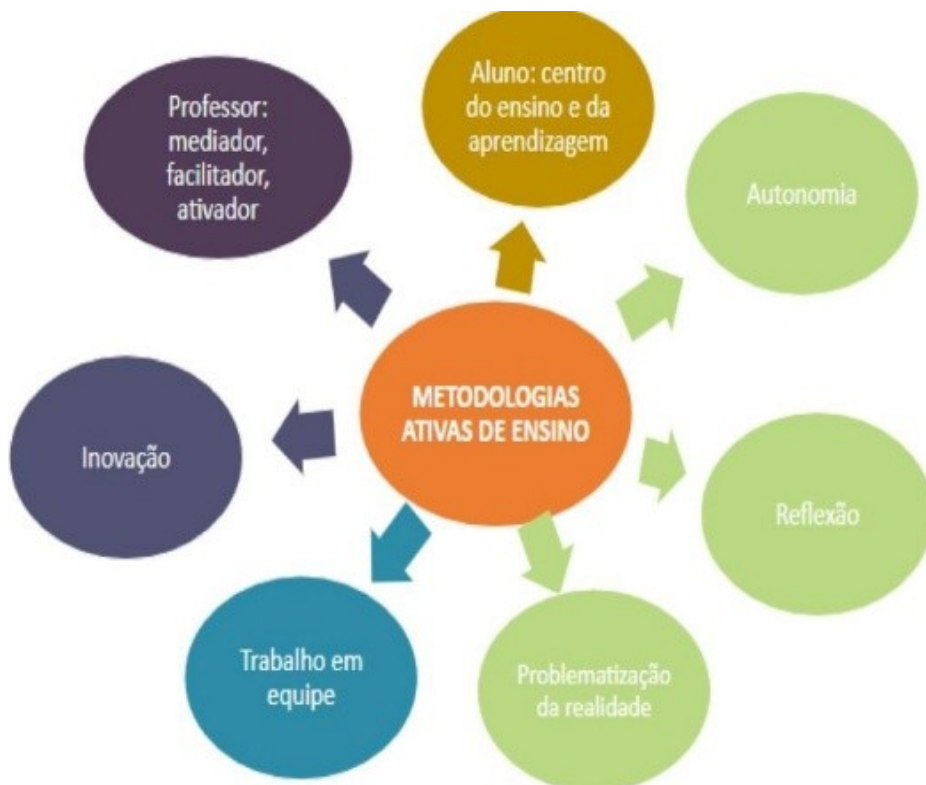 Aluno: centro
do ensino e da
aprendizagem
Autonomia
Reflexão
Problematização
da realidade
Trabalho em
equipe
Inovação
Professor:
mediador,
facilitador,
ativador
METODOLOGIAS
ATIVAS DE ENSINO